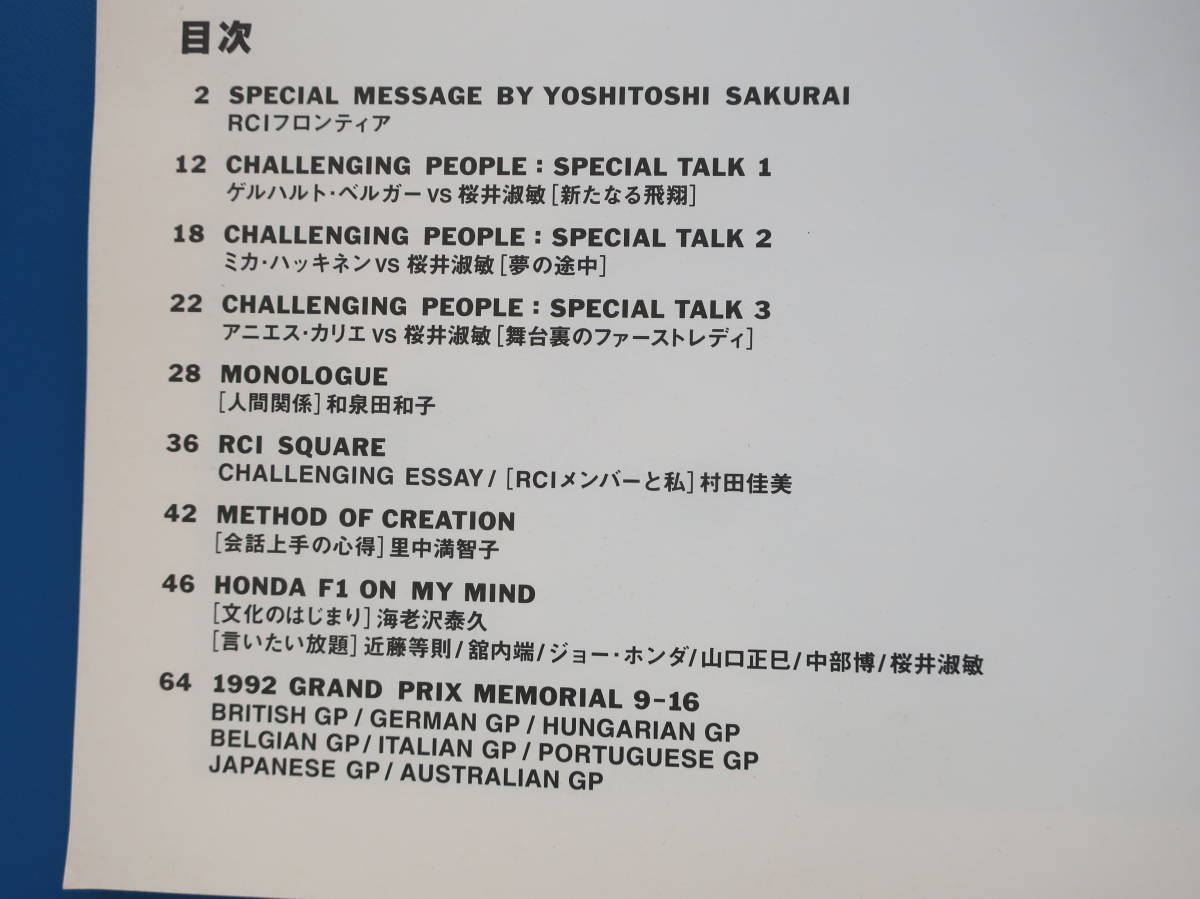 目次
2 SPECIAL MESSAGE BY YOSHITOSHI SAKURAI
RCIフロンティア
12 CHALLENGING PEOPLE : SPECIAL TALK 1
ゲルハルト・ベルガー VS 桜井淑敏 [新たなる飛翔]
18 CHALLENGING PEOPLE : SPECIAL TALK 2
ミカ・ハッキネン VS 桜井淑敏 [夢の途中]
22 CHALLENGING PEOPLE : SPECIAL TALK 3
アニエス・カリエ VS 桜井淑敏 [舞台裏のファーストレディ]
28 MONOLOGUE
[人間関係] 和泉田和子
36 RCI SQUARE
CHALLENGING ESSAY / [RCIメンバーと私] 村田佳美
42 METHOD OF CREATION
[会話上手の心得] 里中満智子
46 HONDA F1 ON MY MIND
[文化のはじまり] 海老沢泰久
[言いたい放題] 近藤等則/舘内端/ジョー・ホンダ/山口正巳/中部博/桜井淑敏
64 1992 GRAND PRIX MEMORIAL 9-16
BRITISH GP / GERMAN GP / HUNGARIAN GP
BELGIAN GP / ITALIAN GP / PORTUGUESE GP
JAPANESE GP / AUSTRALIAN GP